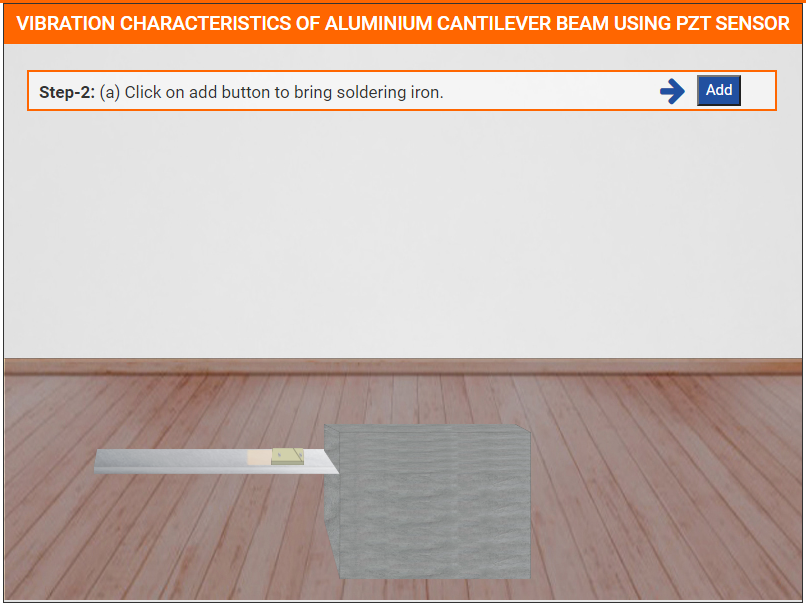 VIBRATION CHARACTERISTICS OF ALUMINIUM CANTILEVER BEAM USING PZT SENSOR
Step-2: (a) Click on add button to bring soldering iron.
Add